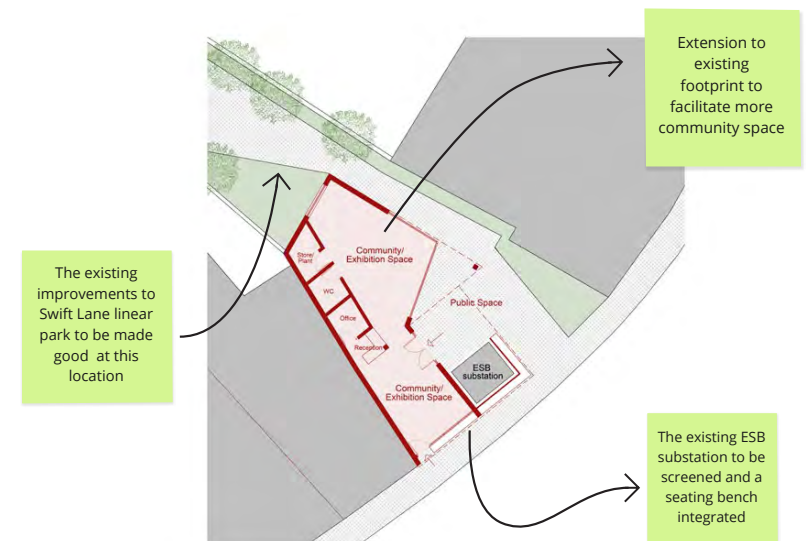 Extension to
existing
footprint to
facilitate more
community space
The existing
improvements to
Swift Lane linear
park to be made
good at this
location
Community/
Exhibition Space
Store/
Plant
WC
Office
Reception
Public Space
ESB
substation
Community/
Exhibition Space
The existing ESB
substation to be
screened and a
seating bench
integrated